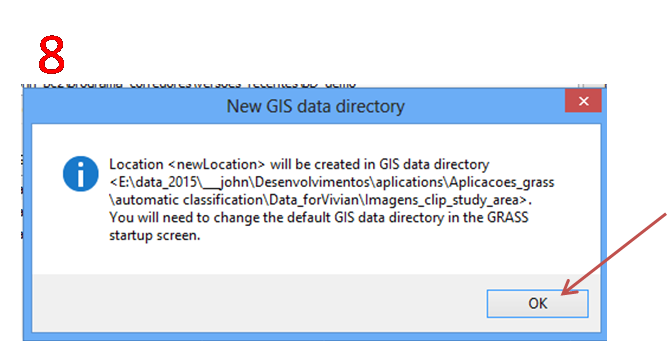 8
New GIS data directory
Location <newLocation> will be created in GIS data directory
<E:\data_2015\___john\Desenvolvimentos\aplications\Aplicacoes_grass
\automatic classification\Data_forVivian\Imagens_clip_study_area>.
You will need to change the default GIS data directory in the GRASS
startup screen.
OK